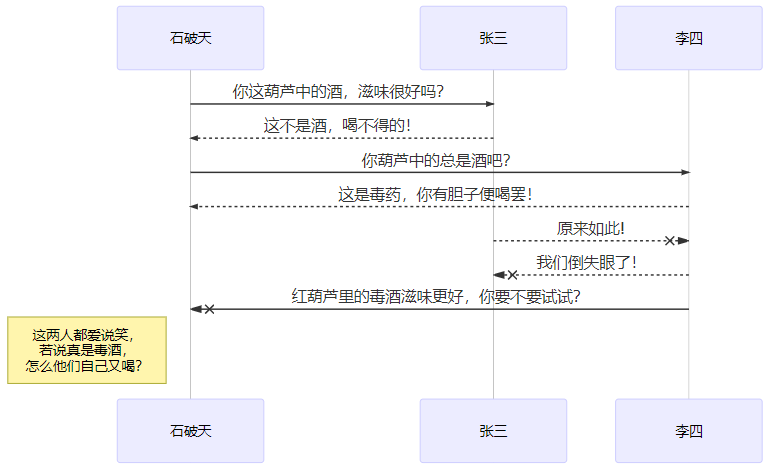 石破天
张三
李四
你这葫芦中的酒，滋味很好吗？
这不是酒，喝不得的！
你葫芦中的总是酒吧？
这是毒药，你有胆子便喝罢！
原来如此!
我们倒失眼了！
红葫芦里的毒酒滋味更好，你要不要试试？
这两人都爱说笑，
若说真是毒酒，
怎么他们自己又喝？
石破天
张三
李四